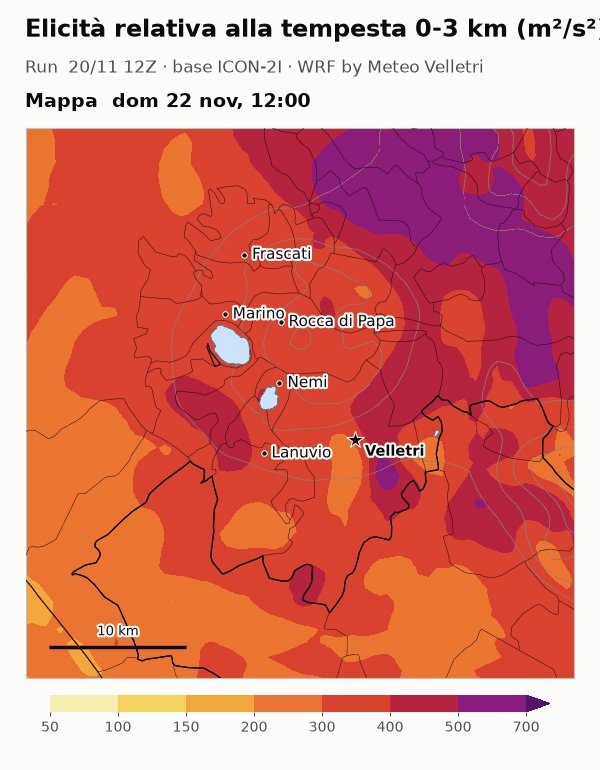 Elicità relativa alla tempesta 0-3 km (m²/s²)
Run 20/11 12Z · base ICON-2I · WRF by Meteo Velletri
Mappa dom 22 nov, 12:00
Frascati
Marino
Rocca di Papa
Nemi
Velletri
Lanuvio
10 km
50 100 150 200 300 400 500 700